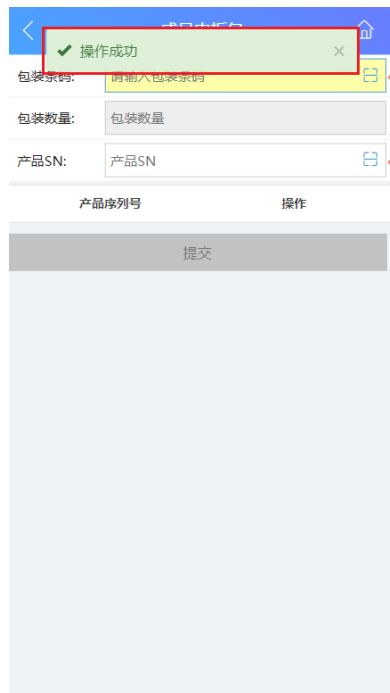 操作成功
包装条码:
请输入包装条码
包装数量:
包装数量
产品SN:
产品SN
产品序列号
操作
提交